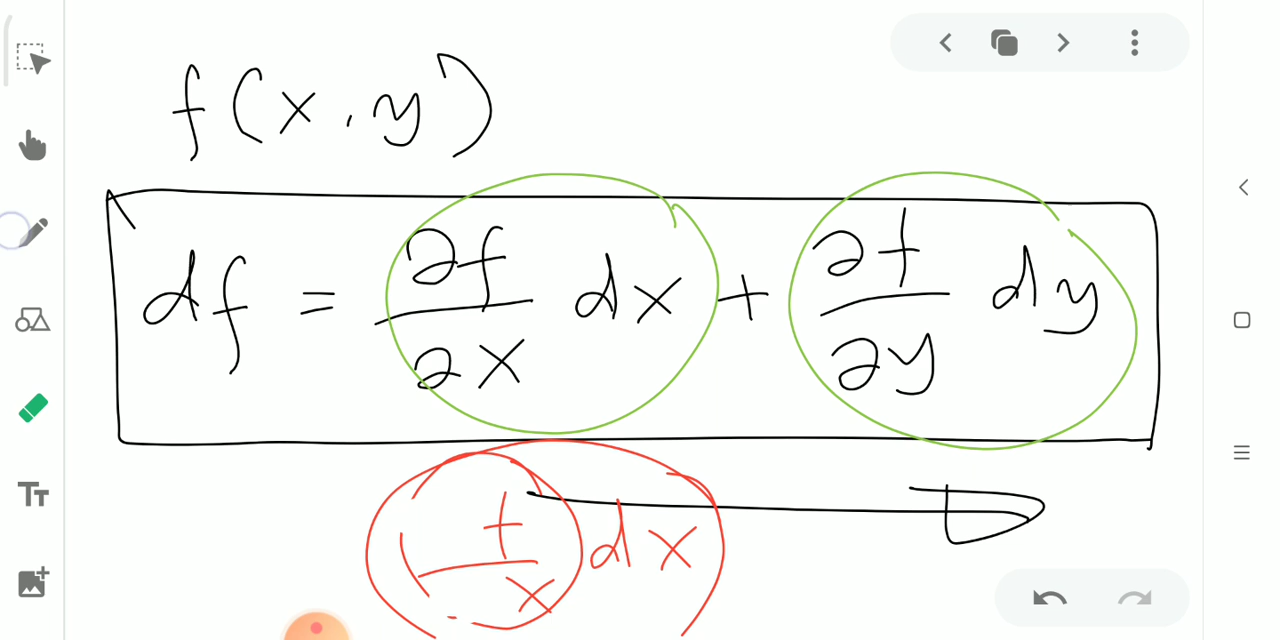 f(x,y)
df = ∂f/∂x dx + ∂f/∂y dy
(f/x dx